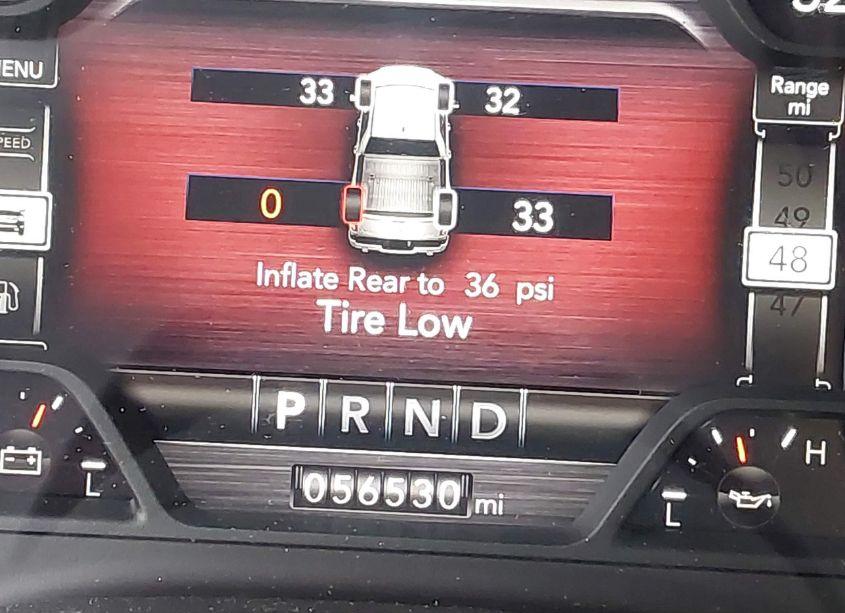 MENU
33 32
Range
mi
SPEED
50
49
0 33
48
Inflate Rear to 36 psi
47
Tire Low
P R N D
H
L
056530 mi
L